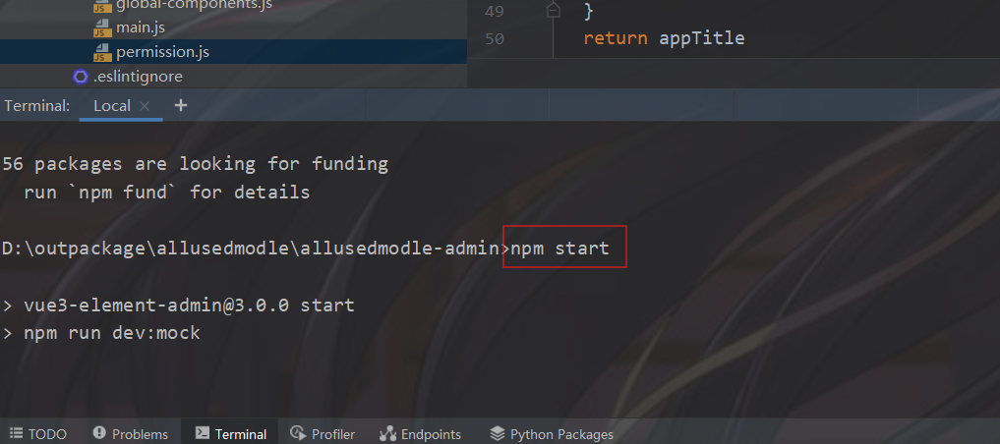 global-components.js
main.js
permission.js
.eslintignore
49 }
50 return appTitle
Terminal: Local × +
56 packages are looking for funding
run `npm fund` for details
D:\outpackage\allusedmodle\allusedmodle-admin>npm start
> vue3-element-admin@3.0.0 start
> npm run dev:mock
TODO Problems Terminal Profiler Endpoints Python Packages